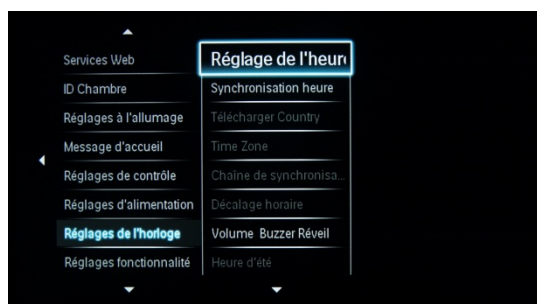 Services Web
ID Chambre
Réglages à l'allumage
Message d'accueil
Réglages de contrôle
Réglages d'alimentation
Réglages de l'horloge
Réglages fonctionnalité
Réglage de l'heur
Synchronisation heure
Télécharger Country
Time Zone
Chaîne de synchronisa...
Décalage horaire
Volume Buzzer Réveil
Heure d'été